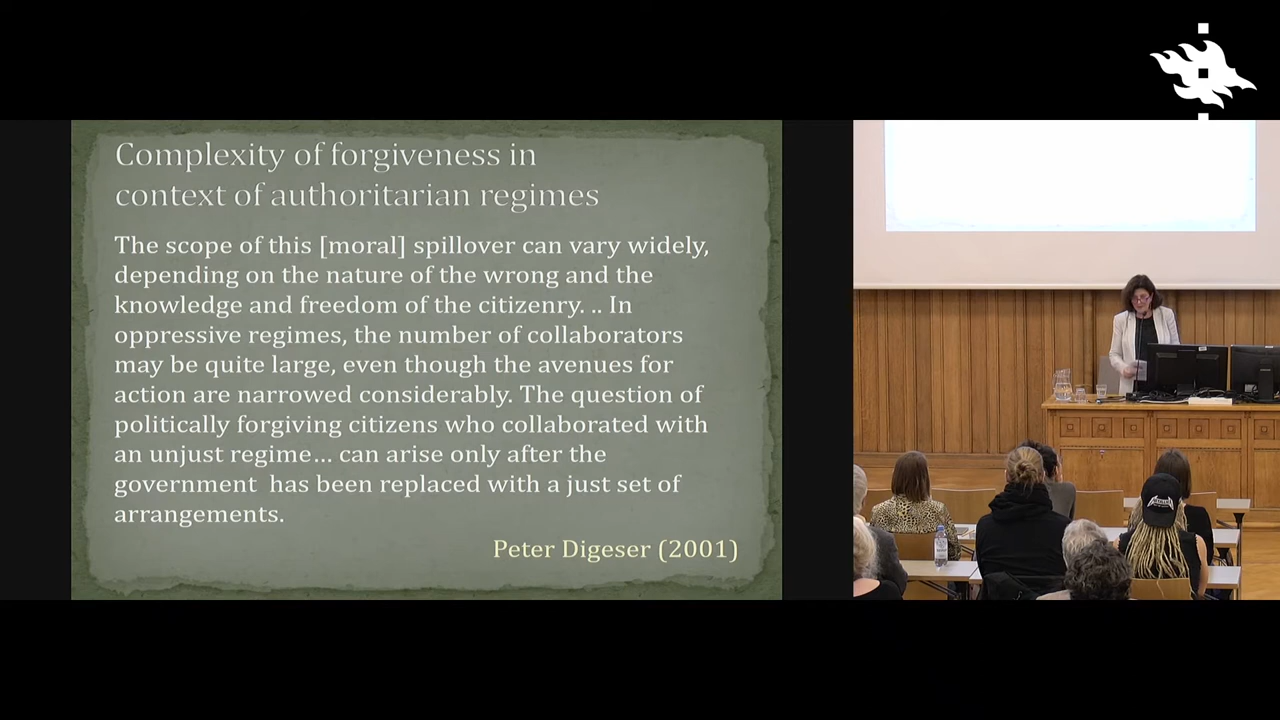 Complexity of forgiveness in
context of authoritarian regimes
The scope of this [moral] spillover can vary widely,
depending on the nature of the wrong and the
knowledge and freedom of the citizenry. .. In
oppressive regimes, the number of collaborators
may be quite large, even though the avenues for
action are narrowed considerably. The question of
politically forgiving citizens who collaborated with
an unjust regime... can arise only after the
government  has been replaced with a just set of
arrangements.
Peter Digeser (2001)
METALLICA